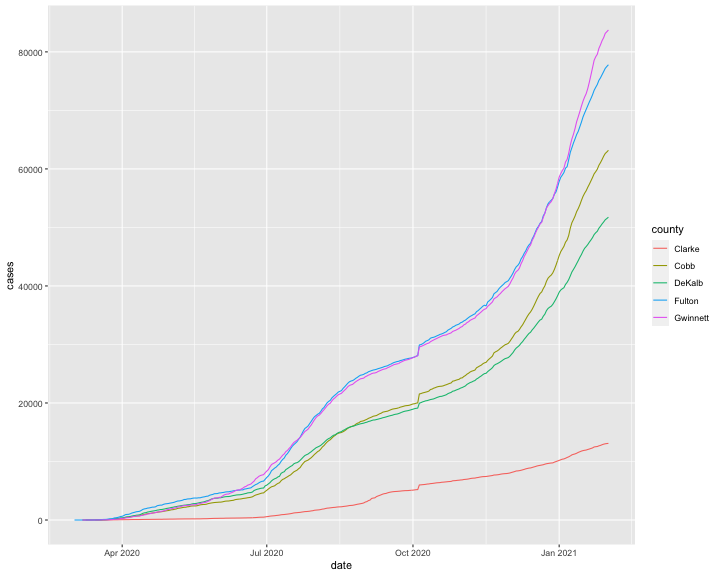 80000
60000
40000
20000
0
cases
Apr 2020 Jul 2020 Oct 2020 Jan 2021
date
county
Clarke
Cobb
DeKalb
Fulton
Gwinnett